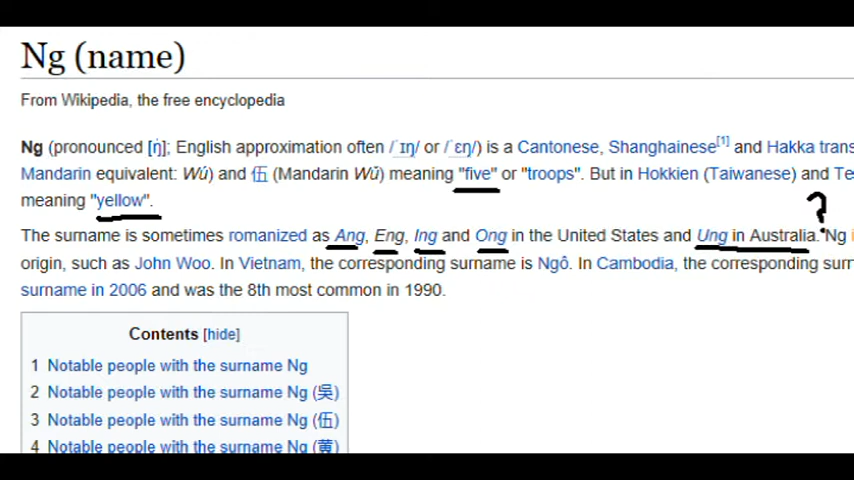 Ng (name)
From Wikipedia, the free encyclopedia
Ng (pronounced [ŋ̍]; English approximation often /ˈɪŋ/ or /ˈɛŋ/) is a Cantonese, Shanghainese[1] and Hakka trans
Mandarin equivalent: Wú) and 伍 (Mandarin Wǔ) meaning "five" or "troops". But in Hokkien (Taiwanese) and Te
meaning "yellow".
?
The surname is sometimes romanized as Ang, Eng, Ing and Ong in the United States and Ung in Australia. Ng i
origin, such as John Woo. In Vietnam, the corresponding surname is Ngô. In Cambodia, the corresponding surn
surname in 2006 and was the 8th most common in 1990.
Contents [hide]
1 Notable people with the surname Ng
2 Notable people with the surname Ng (吳)
3 Notable people with the surname Ng (伍)
4 Notable people with the surname Ng (黄)